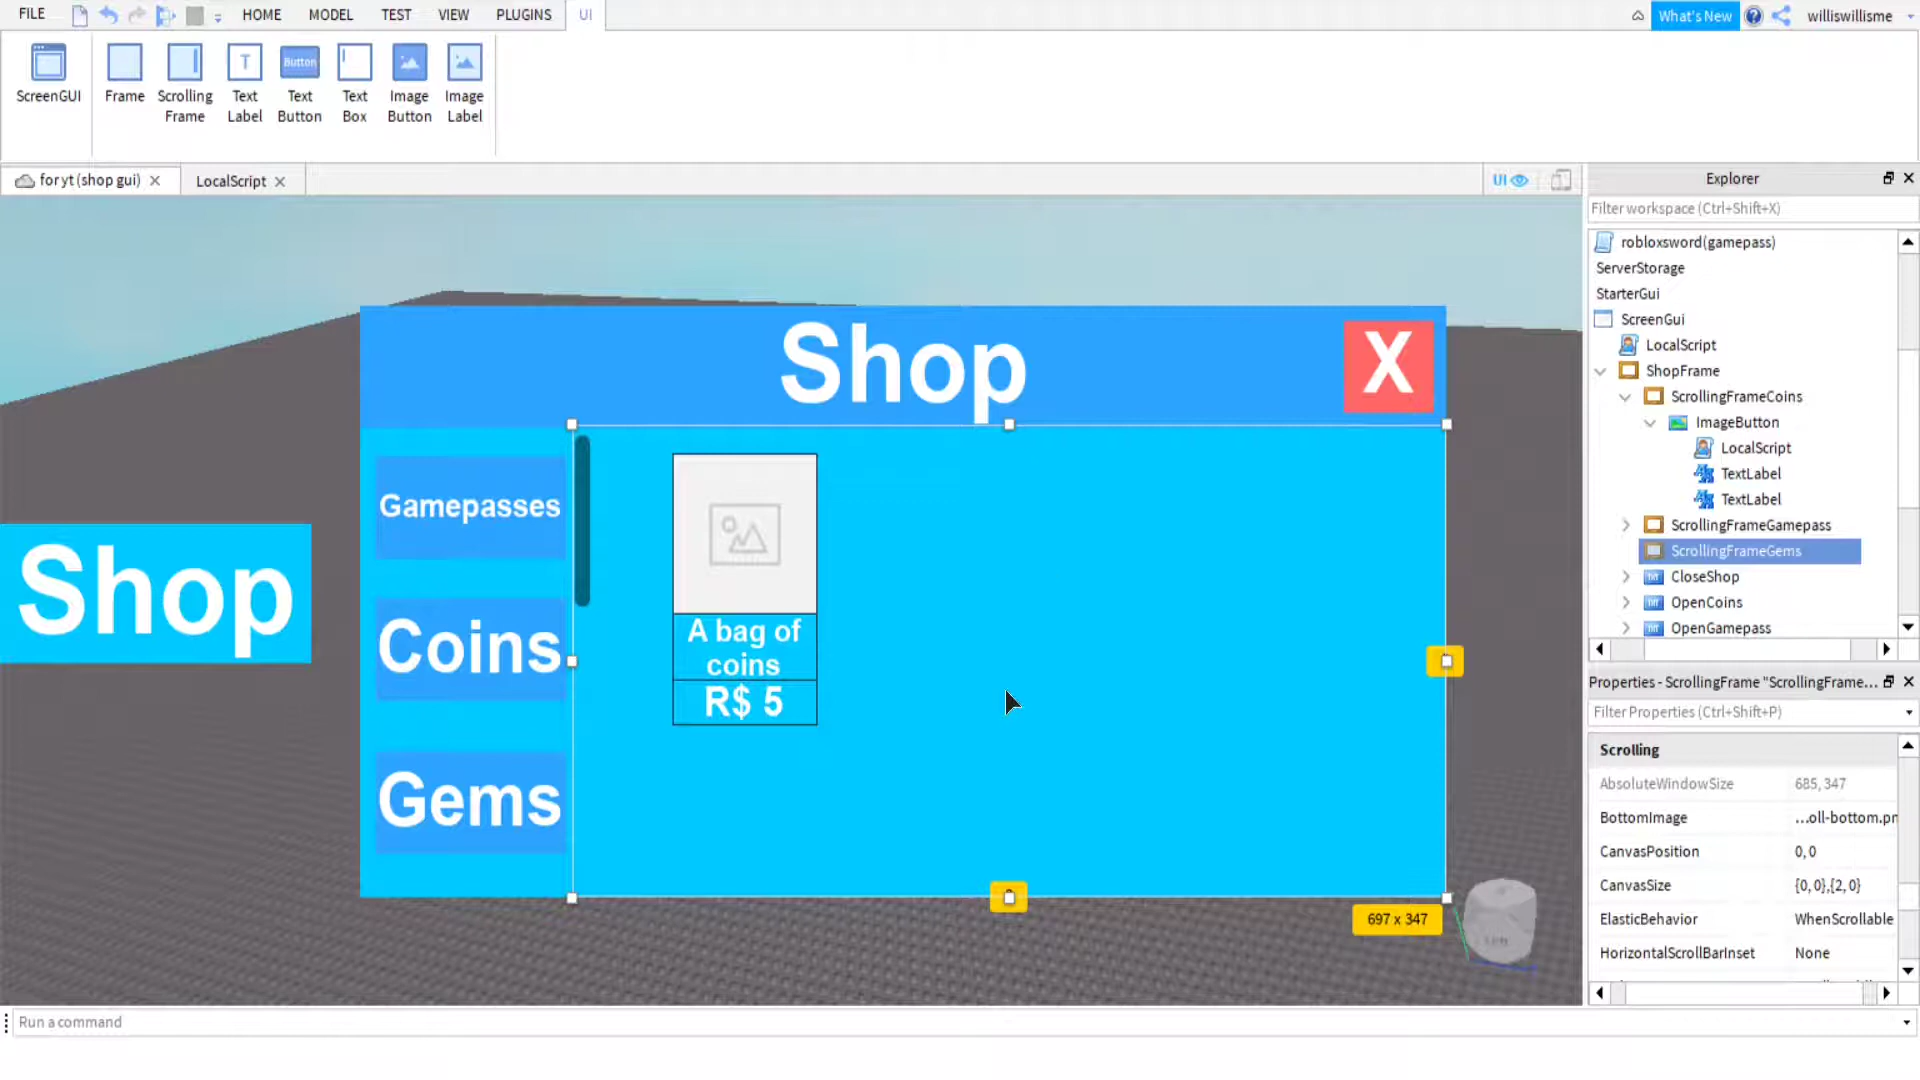 FILE
HOME
MODEL
TEST
VIEW
PLUGINS
UI
What's New
williswillisme
ScreenGUI
Frame
Scrolling
Frame
Text
Label
Button
Text
Button
Text
Box
Image
Button
Image
Label
T
for yt (shop gui)
LocalScript
UI
Explorer
Filter workspace (Ctrl+Shift+X)
robloxsword(gamepass)
ServerStorage
StarterGui
ScreenGui
LocalScript
ShopFrame
ScrollingFrameCoins
ImageButton
LocalScript
TextLabel
TextLabel
ScrollingFrameGamepass
ScrollingFrameGems
CloseShop
OpenCoins
OpenGamepass
Shop
X
Gamepasses
Coins
Gems
Shop
A bag of
coins
R$ 5
697 x 347
Properties - ScrollingFrame "ScrollingFrame...
Filter Properties (Ctrl+Shift+P)
Scrolling
AbsoluteWindowSize 685, 347
BottomImage ...oll-bottom.pn
CanvasPosition 0, 0
CanvasSize {0, 0},{2, 0}
ElasticBehavior WhenScrollable
HorizontalScrollBarInset None
Run a command